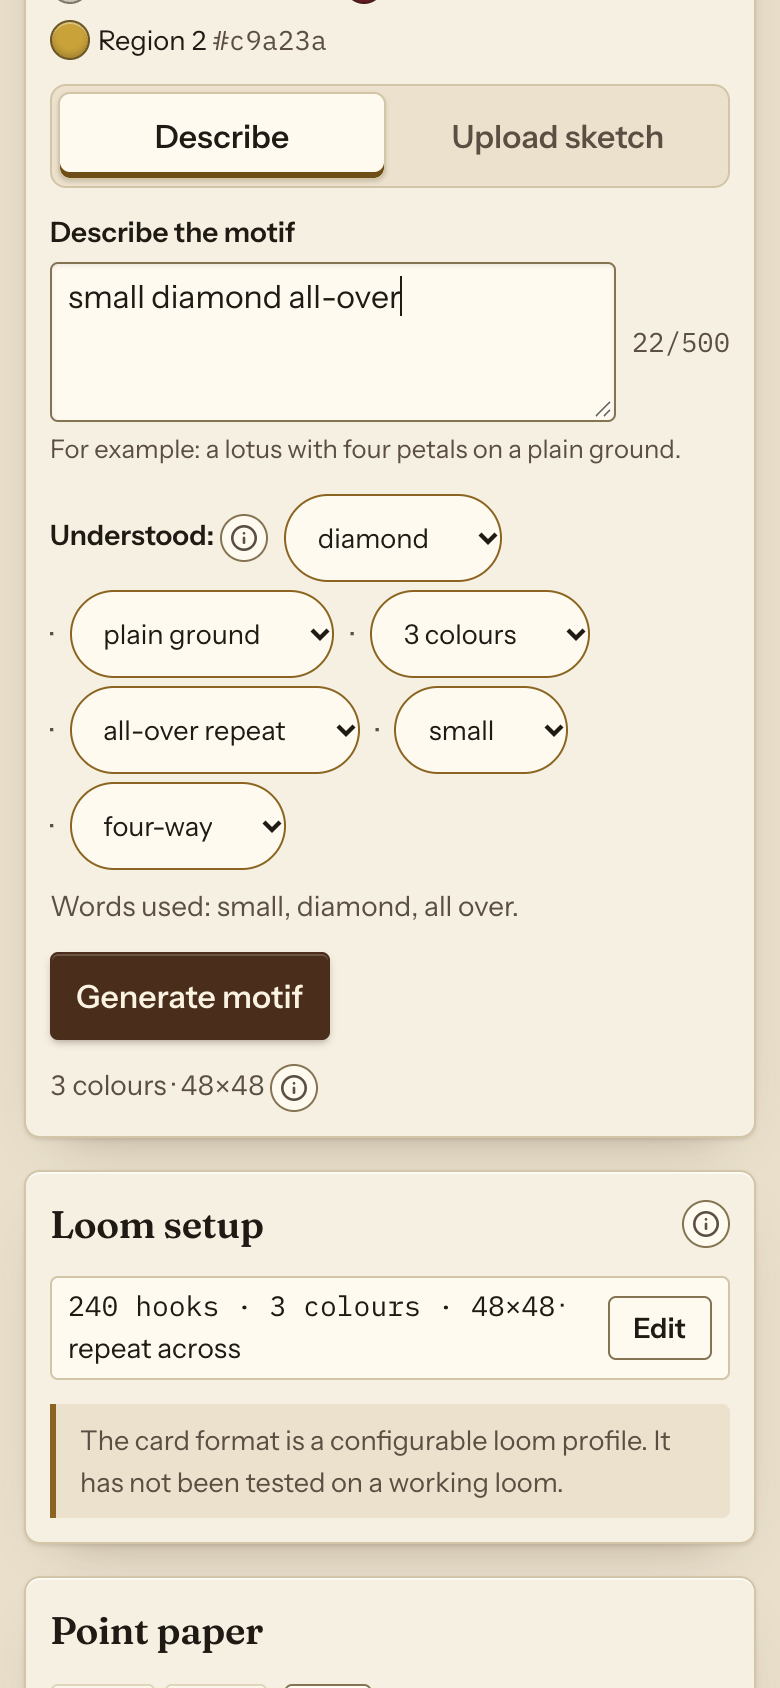 Region 2 #c9a23a
Describe
Upload sketch
Describe the motif
small diamond all-over
22/500
For example: a lotus with four petals on a plain ground.
Understood: diamond
· plain ground · 3 colours
· all-over repeat · small
· four-way
Words used: small, diamond, all over.
Generate motif
3 colours · 48×48
Loom setup
240 hooks · 3 colours · 48×48 ·
repeat across
Edit
The card format is a configurable loom profile. It
has not been tested on a working loom.
Point paper